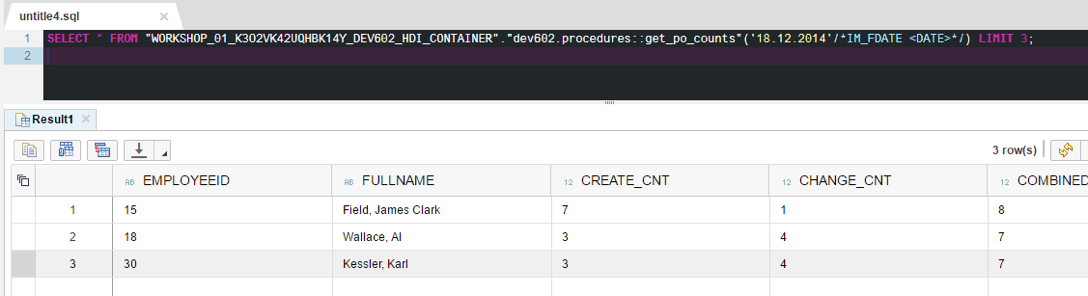 untitle4.sql
1 SELECT * FROM "WORKSHOP_01_K3O2VK42UQHBK14Y_DEV602_HDI_CONTAINER"."dev602.procedures::get_po_counts"('18.12.2014'/*IM_FDATE <DATE>*/) LIMIT 3;
2
Result1
3 row(s)
AB EMPLOYEEID AB FULLNAME 12 CREATE_CNT 12 CHANGE_CNT 12 COMBINED
1 15 Field, James Clark 7 1 8
2 18 Wallace, Al 3 4 7
3 30 Kessler, Karl 3 4 7